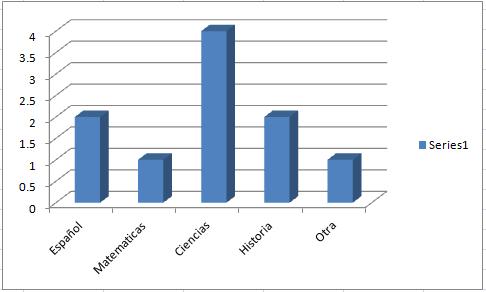 4
3.5
3
2.5
2
1.5
1
0.5
0
Español
Matematicas
Ciencias
Historia
Otra
Series1